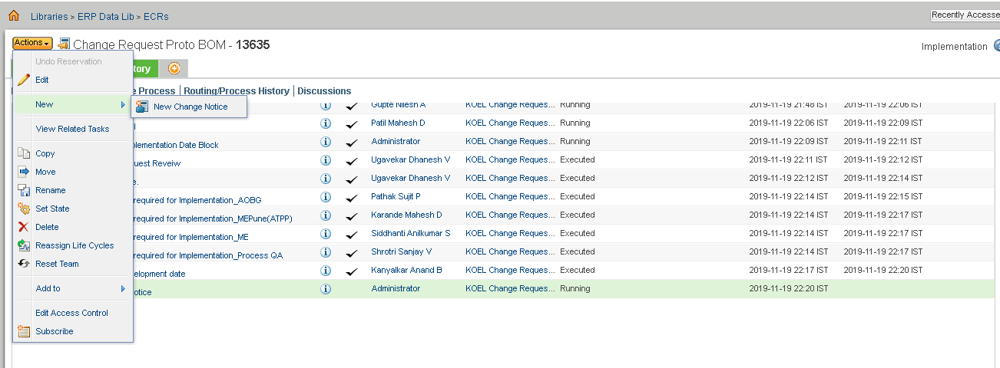 Libraries > ERP Data Lib > ECRs
Recently Accesse
Actions
Change Request Proto BOM - 13635
Implementation
Undo Reservation
tory
Edit
e Process | Routing/Process History | Discussions
New
New Change Notice
Gupte Nilesh A KOEL Change Reques... Running 2019-11-19 21:48 IST 2019-11-19 22:06 IST
View Related Tasks
l Patil Mahesh D KOEL Change Reques... Running 2019-11-19 22:06 IST 2019-11-19 22:09 IST
plementation Date Block Administrator KOEL Change Reques... Running 2019-11-19 22:09 IST 2019-11-19 22:11 IST
Copy
uest Reveiw Ugavekar Dhanesh V KOEL Change Reques... Executed 2019-11-19 22:11 IST 2019-11-19 22:12 IST
Move
e. Ugavekar Dhanesh V KOEL Change Reques... Executed 2019-11-19 22:12 IST 2019-11-19 22:14 IST
Rename
required for Implementation_AOBG Pathak Sujit P KOEL Change Reques... Executed 2019-11-19 22:14 IST 2019-11-19 22:15 IST
Set State
required for Implementation_MEPune(ATPP) Karande Mahesh D KOEL Change Reques... Executed 2019-11-19 22:14 IST 2019-11-19 22:17 IST
Delete
required for Implementation_ME Siddhanti Anilkumar S KOEL Change Reques... Executed 2019-11-19 22:14 IST 2019-11-19 22:17 IST
Reassign Life Cycles
required for Implementation_Process QA Shrotri Sanjay V KOEL Change Reques... Executed 2019-11-19 22:14 IST 2019-11-19 22:17 IST
Reset Team
elopment date Kanyalkar Anand B KOEL Change Reques... Executed 2019-11-19 22:17 IST 2019-11-19 22:20 IST
Add to
otice Administrator KOEL Change Reques... Running 2019-11-19 22:20 IST
Edit Access Control
Subscribe